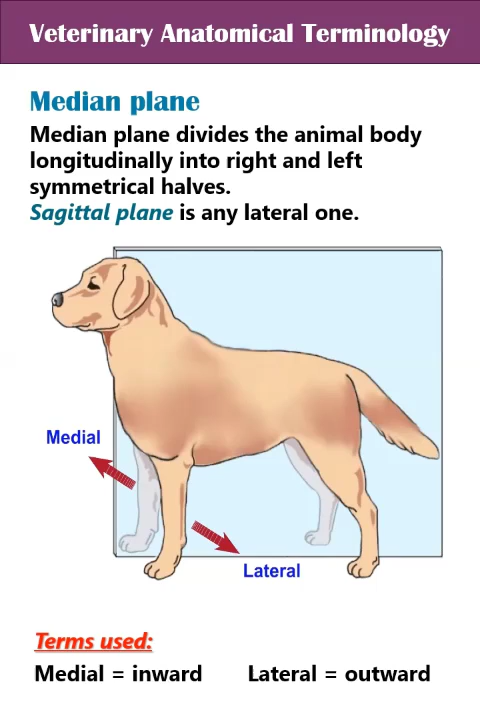 Veterinary Anatomical Terminology
Median plane
Median plane divides the animal body
longitudinally into right and left
symmetrical halves.
Sagittal plane is any lateral one.
Medial
Lateral
Terms used:
Medial = inward Lateral = outward